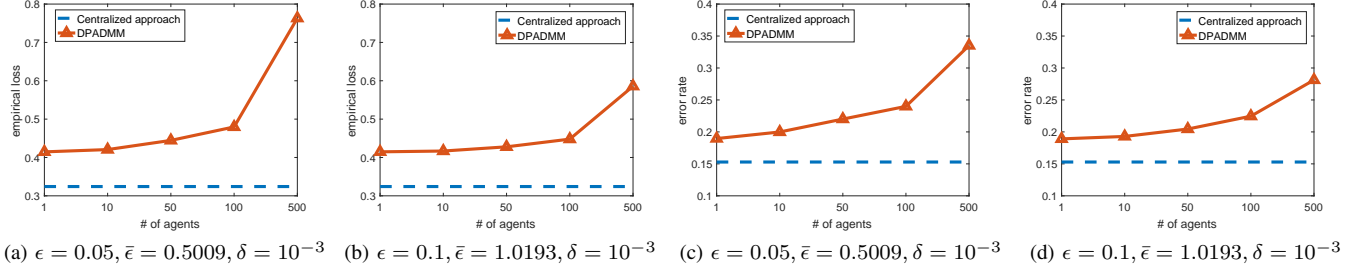 0.8
0.7
0.6
0.5
0.4
0.3
empirical loss
Centralized approach
DPADMM
1 10 50 100 500
# of agents
(a) ϵ = 0.05, ϵ̄ = 0.5009, δ = 10⁻³
0.8
0.7
0.6
0.5
0.4
0.3
empirical loss
Centralized approach
DPADMM
1 10 50 100 500
# of agents
(b) ϵ = 0.1, ϵ̄ = 1.0193, δ = 10⁻³
0.4
0.35
0.3
0.25
0.2
0.15
0.1
error rate
Centralized approach
DPADMM
1 10 50 100 500
# of agents
(c) ϵ = 0.05, ϵ̄ = 0.5009, δ = 10⁻³
0.4
0.35
0.3
0.25
0.2
0.15
0.1
error rate
Centralized approach
DPADMM
1 10 50 100 500
# of agents
(d) ϵ = 0.1, ϵ̄ = 1.0193, δ = 10⁻³